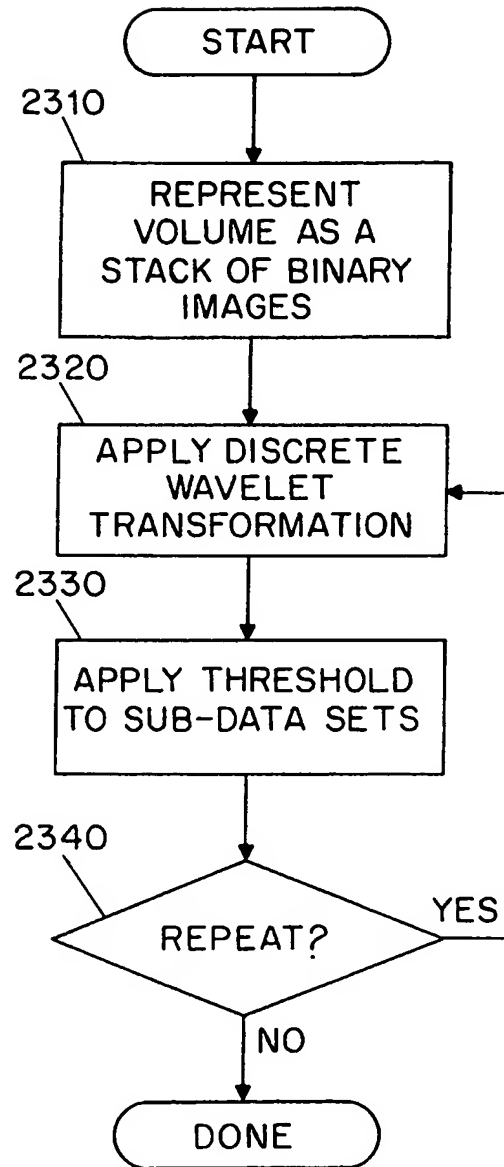 START
2310
REPRESENT
VOLUME AS A
STACK OF BINARY
IMAGES
2320
APPLY DISCRETE
WAVELET
TRANSFORMATION
2330
APPLY THRESHOLD
TO SUB-DATA SETS
2340
REPEAT?
YES
NO
DONE